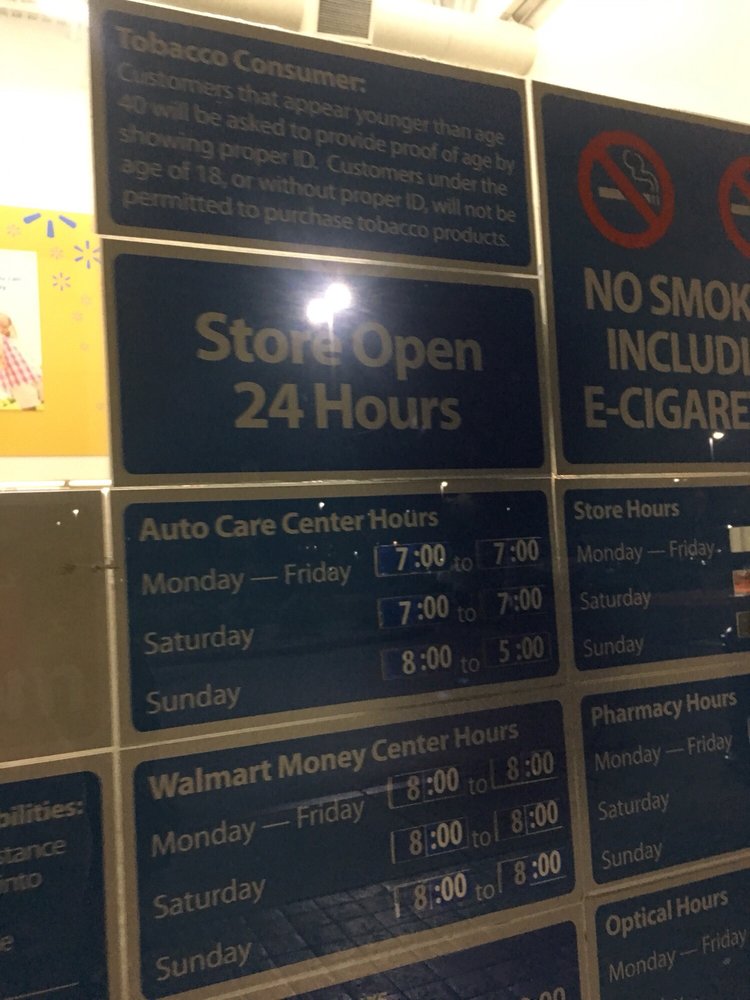 Tobacco Consumer:
Customers that appear younger than age
40 will be asked to provide proof of age by
showing proper ID. Customers under the
age of 18, or without proper ID, will not be
permitted to purchase tobacco products.
Store Open
24 Hours
NO SMOK
INCLUDI
E-CIGARE
Auto Care Center Hours
Monday — Friday 7:00 to 7:00
Saturday 7:00 to 7:00
Sunday 8:00 to 5:00
Store Hours
Monday — Friday
Saturday
Sunday
Walmart Money Center Hours
Monday — Friday 8:00 to 8:00
Saturday 8:00 to 8:00
Sunday 8:00 to 8:00
Pharmacy Hours
Monday — Friday
Saturday
Sunday
Optical Hours
Monday — Friday
bilities:
stance
into
e